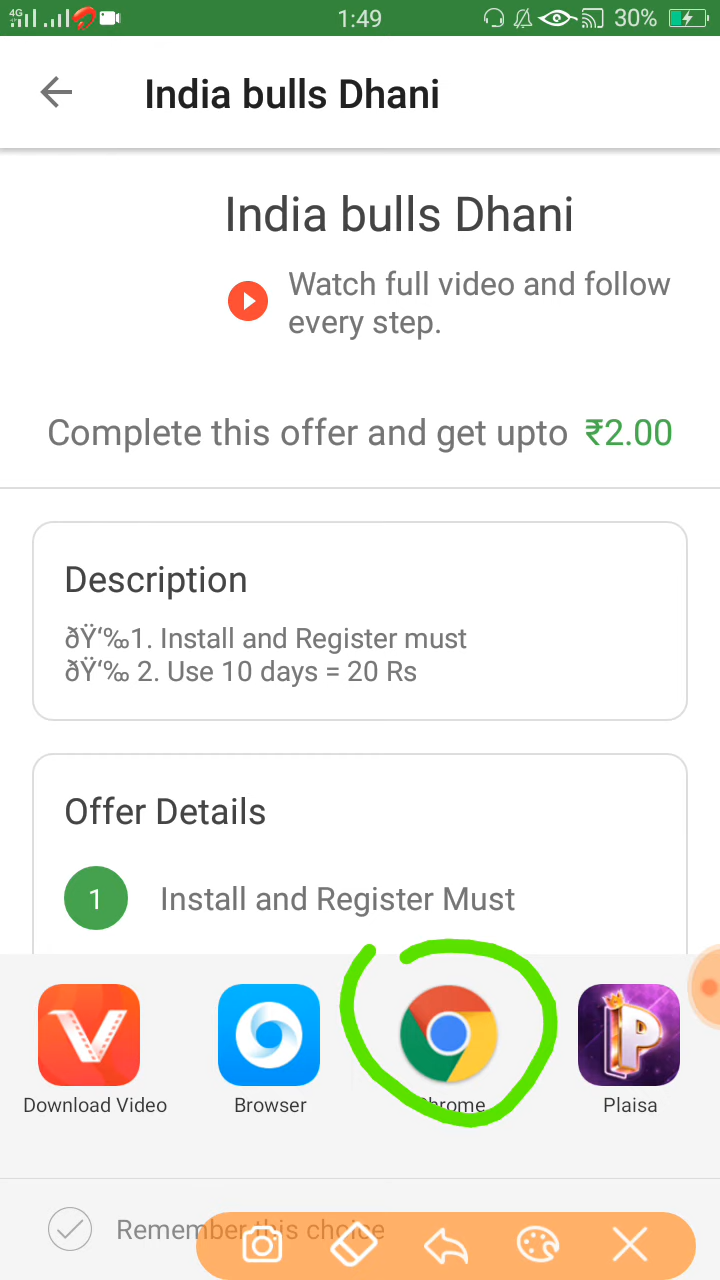 4G 1:49 30%
India bulls Dhani
India bulls Dhani
Watch full video and follow
every step.
Complete this offer and get upto ₹2.00
Description
ðŸ‘‰1. Install and Register must
ðŸ‘‰ 2. Use 10 days = 20 Rs
Offer Details
1 Install and Register Must
Download Video Browser Chrome Plaisa
Remember this choice